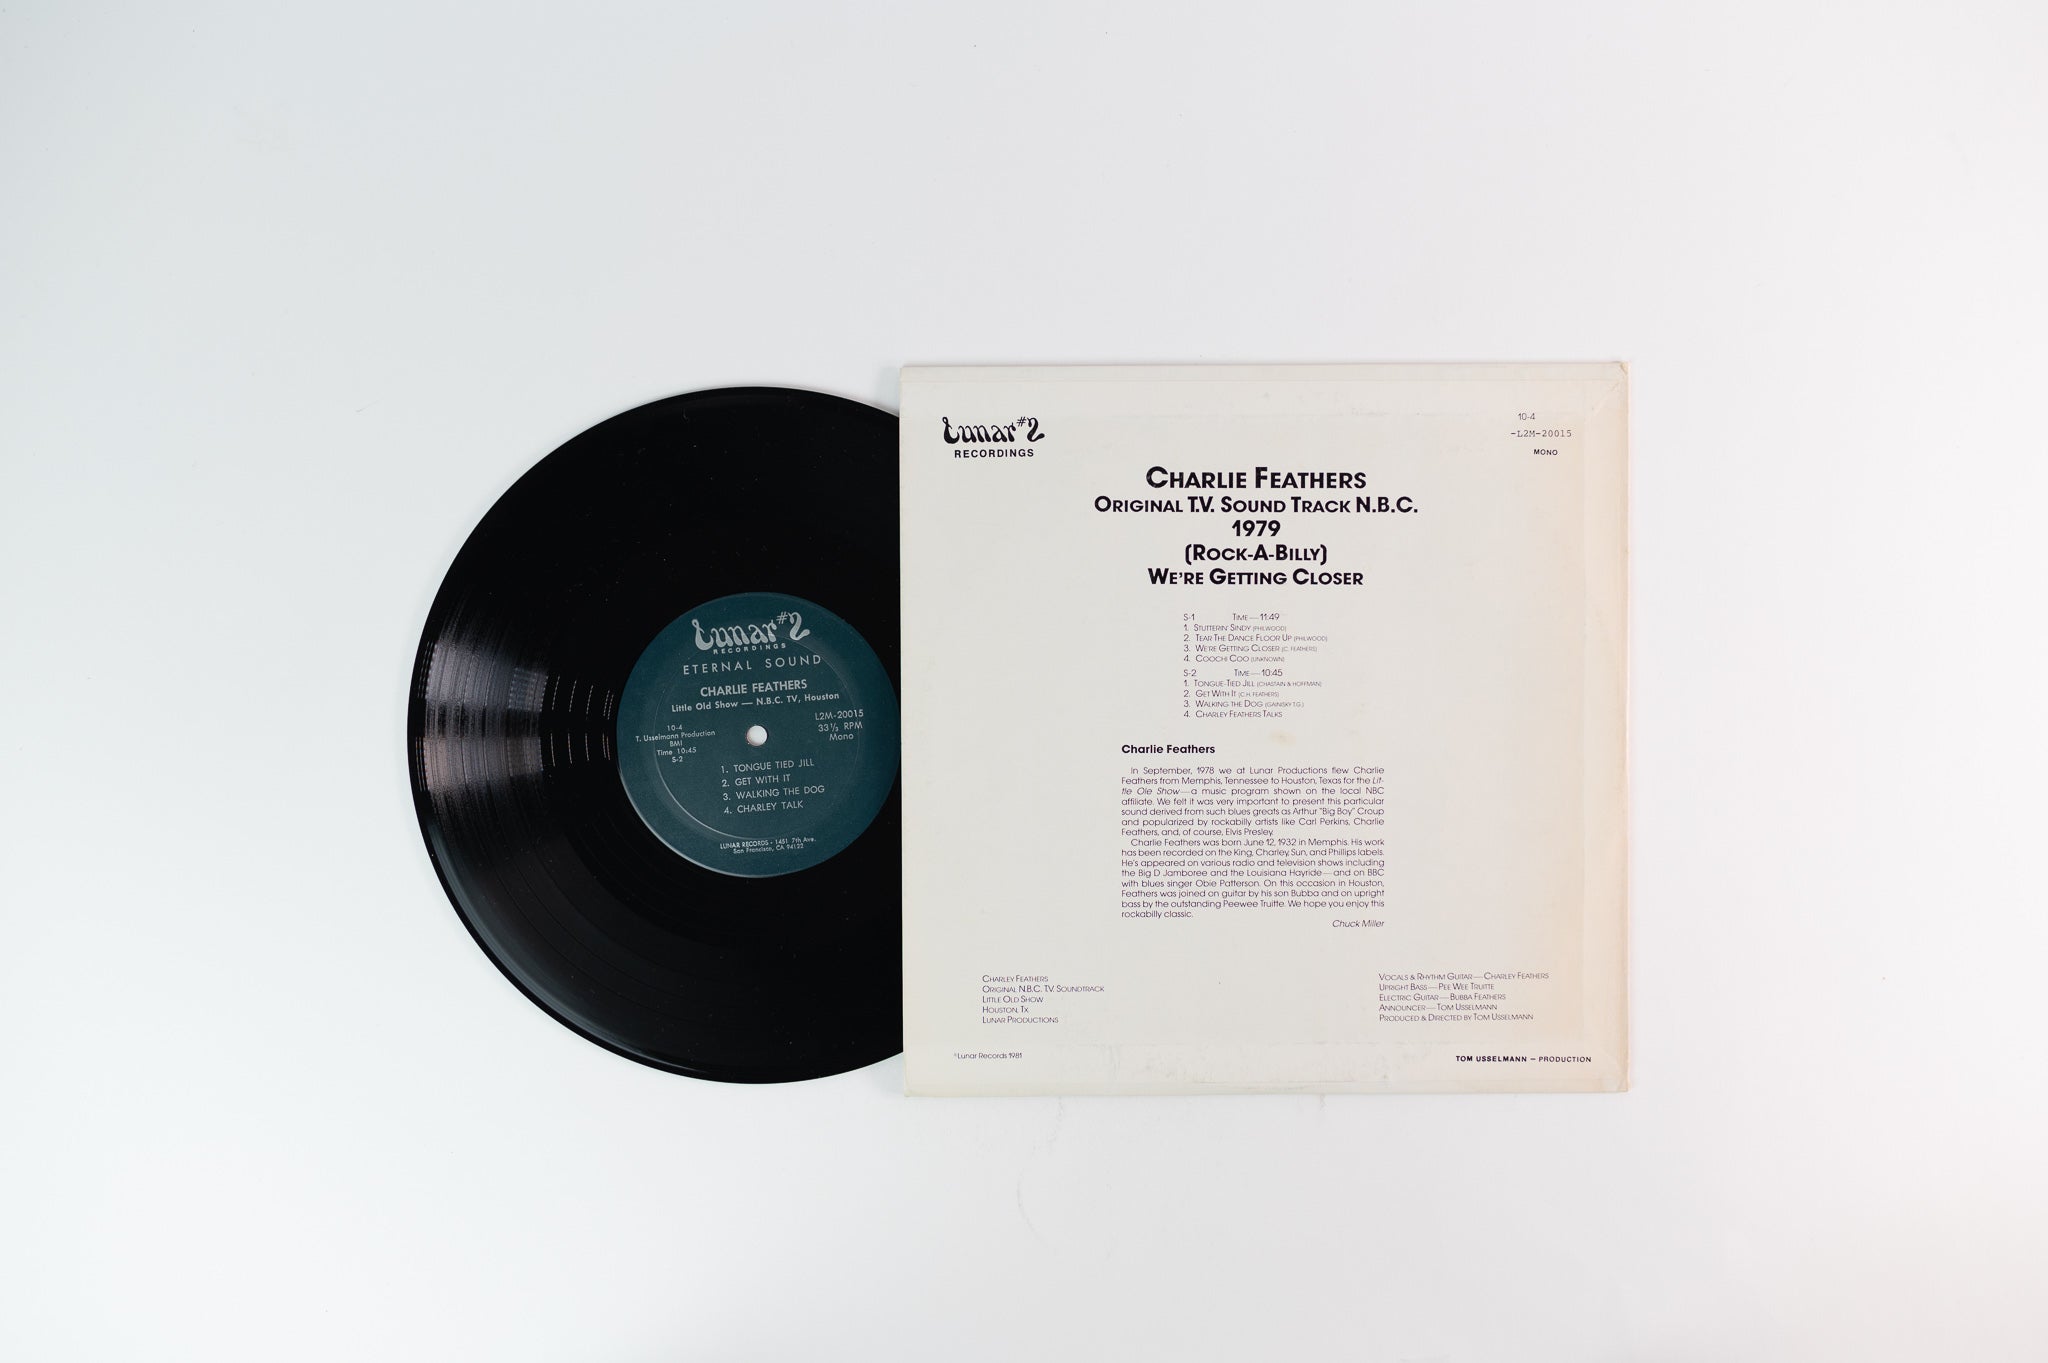 Lunar #2
RECORDINGS
ETERNAL SOUND
CHARLIE FEATHERS
Little Old Show — N.B.C. TV, Houston
10-4
T. Usselmann Production
BMI
Time 10:45
S-2
L2M-20015
33⅓ RPM
Mono
1. TONGUE TIED JILL
2. GET WITH IT
3. WALKING THE DOG
4. CHARLEY TALK
LUNAR RECORDS - 1451 7th Ave.
San Francisco, CA 94122
Lunar #2
RECORDINGS
10-4
-L2M-20015
MONO
CHARLIE FEATHERS
ORIGINAL T.V. SOUND TRACK N.B.C.
1979
(ROCK-A-BILLY)
WE'RE GETTING CLOSER
S-1 TIME—11:49
1. STUTTERIN' SINDY (PHILWOOD)
2. TEAR THE DANCE FLOOR UP (PHILWOOD)
3. WE'RE GETTING CLOSER (C. FEATHERS)
4. COOCHI COO (UNKNOWN)
S-2 TIME—10:45
1. TONGUE-TIED JILL (CHASTAIN & HOFFMAN)
2. GET WITH IT (C.H. FEATHERS)
3. WALKING THE DOG (GAINISKY T.G.)
4. CHARLEY FEATHERS TALKS
Charlie Feathers
In September, 1978 we at Lunar Productions flew Charlie
Feathers from Memphis, Tennessee to Houston, Texas for the Lit-
tle Ole Show—a music program shown on the local NBC
affiliate. We felt it was very important to present this particular
sound derived from such blues greats as Arthur "Big Boy" Croup
and popularized by rockabilly artists like Carl Perkins, Charlie
Feathers, and, of course, Elvis Presley.
Charlie Feathers was born June 12, 1932 in Memphis. His work
has been recorded on the King, Charley, Sun, and Phillips labels.
He's appeared on various radio and television shows including
the Big D Jamboree and the Louisiana Hayride—and on BBC
with blues singer Obie Patterson. On this occasion in Houston,
Feathers was joined on guitar by his son Bubba and on upright
bass by the outstanding Peewee Truitte. We hope you enjoy this
rockabilly classic.
Chuck Miller
CHARLEY FEATHERS
ORIGINAL N.B.C. T.V. SOUNDTRACK
LITTLE OLD SHOW
HOUSTON, TX
LUNAR PRODUCTIONS
VOCALS & RHYTHM GUITAR—CHARLEY FEATHERS
UPRIGHT BASS—PEE WEE TRUITTE
ELECTRIC GUITAR—BUBBA FEATHERS
ANNOUNCER—TOM USSELMANN
PRODUCED & DIRECTED BY TOM USSELMANN
Lunar Records 1981
TOM USSELMANN – PRODUCTION